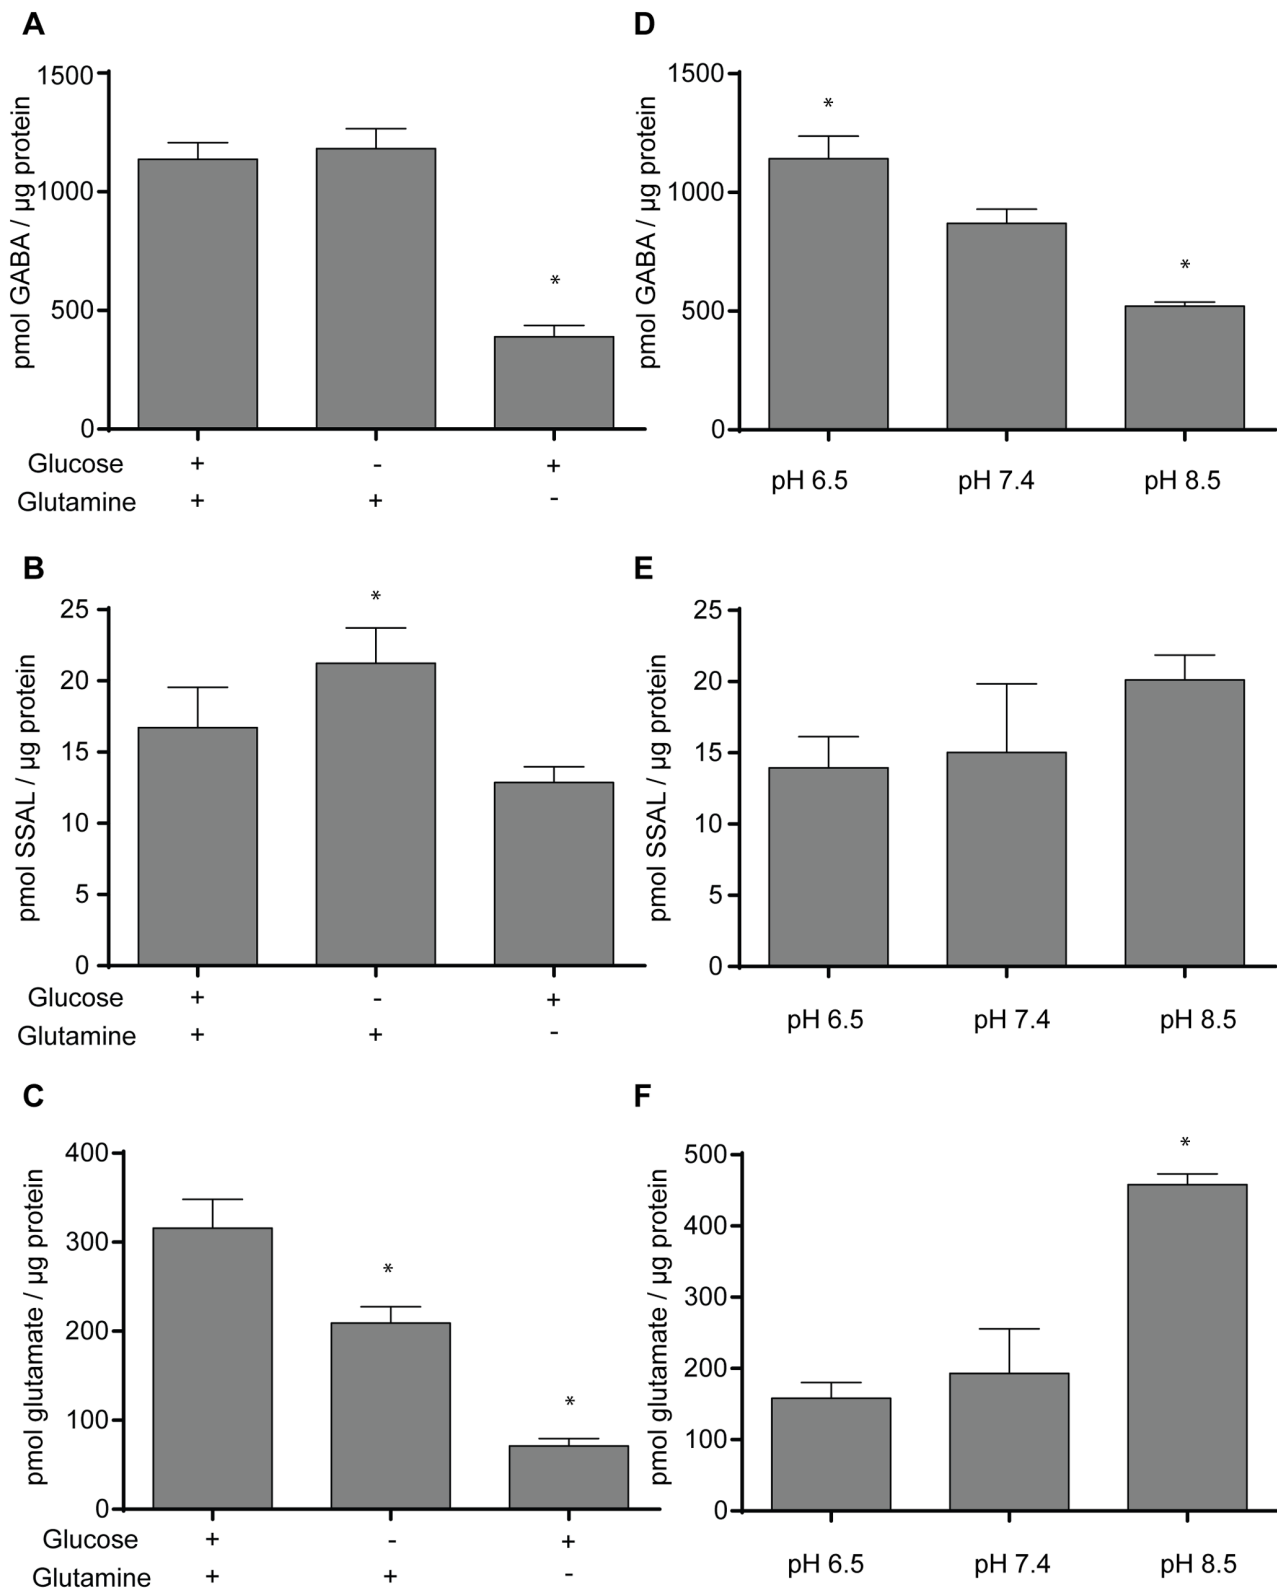 A
pmol GABA / µg protein
1500
1000
500
0
*
Glucose + - +
Glutamine + + -
D
pmol GABA / µg protein
1500
1000
500
0
*
*
pH 6.5 pH 7.4 pH 8.5
B
pmol SSAL / µg protein
25
20
15
10
5
0
*
Glucose + - +
Glutamine + + -
E
pmol SSAL / µg protein
25
20
15
10
5
0
pH 6.5 pH 7.4 pH 8.5
C
pmol glutamate / µg protein
400
300
200
100
0
*
*
Glucose + - +
Glutamine + + -
F
pmol glutamate / µg protein
500
400
300
200
100
0
*
pH 6.5 pH 7.4 pH 8.5